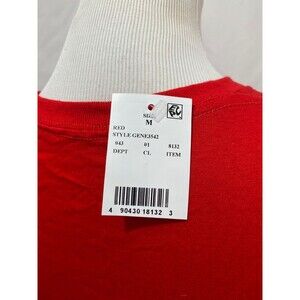 SIZE
M
RED
STYLE GENE3542
043 01 8132
DEPT CL ITEM
4 90430 18132 3